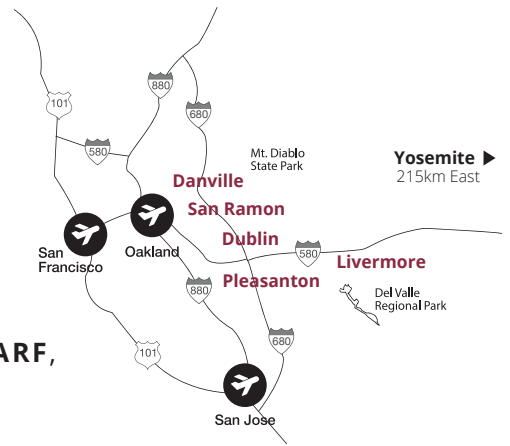 880
101
680
580
Mt. Diablo
State Park
Yosemite ▶
215km East
Danville
San Ramon
Oakland
San
Francisco
Dublin
580
Livermore
Pleasanton
880
Del Valle
Regional Park
ARF,
101
680
San Jose